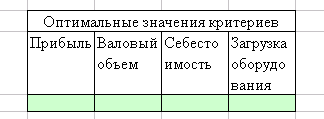 Оптимальные значения критериев
Прибыль
Валовый
объем
Себесто
имость
Загрузка
оборудо
вания